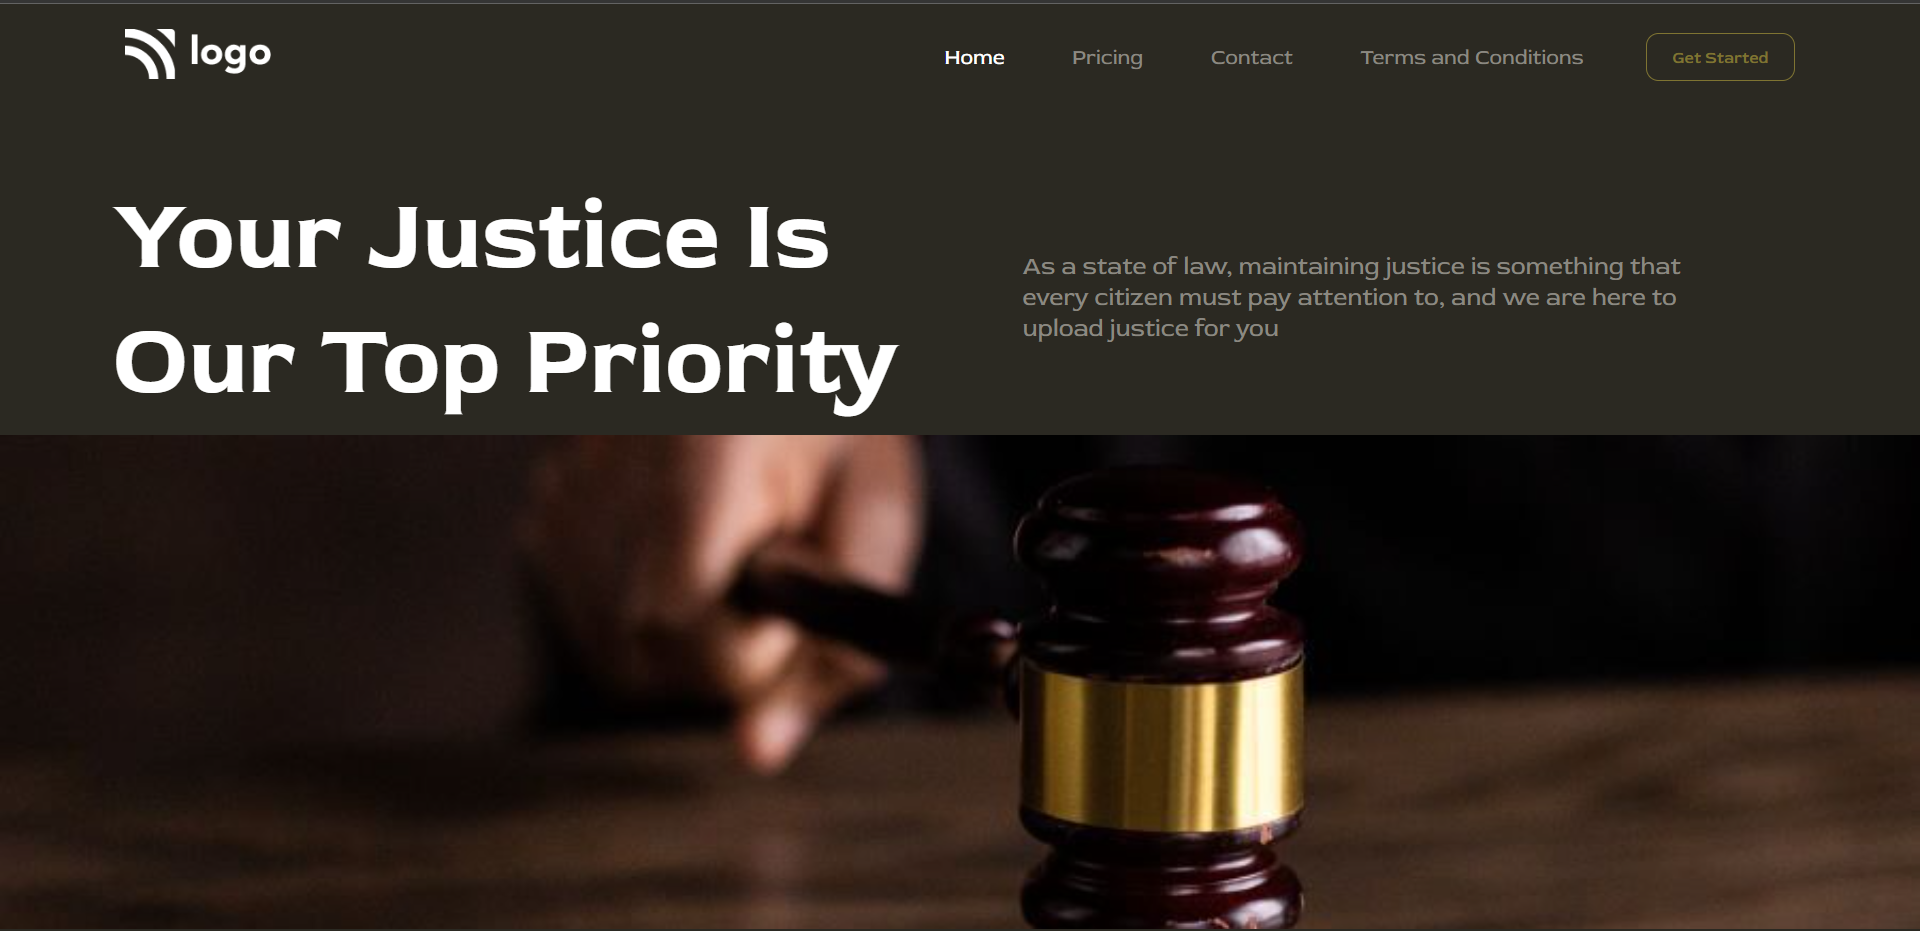 logo
Home
Pricing
Contact
Terms and Conditions
Get Started
Your Justice Is
Our Top Priority
As a state of law, maintaining justice is something that
every citizen must pay attention to, and we are here to
upload justice for you